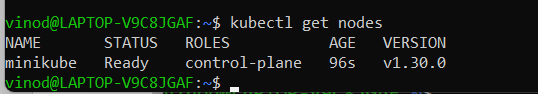 vinod@LAPTOP-V9C8JGAF:~$ kubectl get nodes
NAME       STATUS   ROLES           AGE   VERSION
minikube   Ready    control-plane   96s   v1.30.0
vinod@LAPTOP-V9C8JGAF:~$